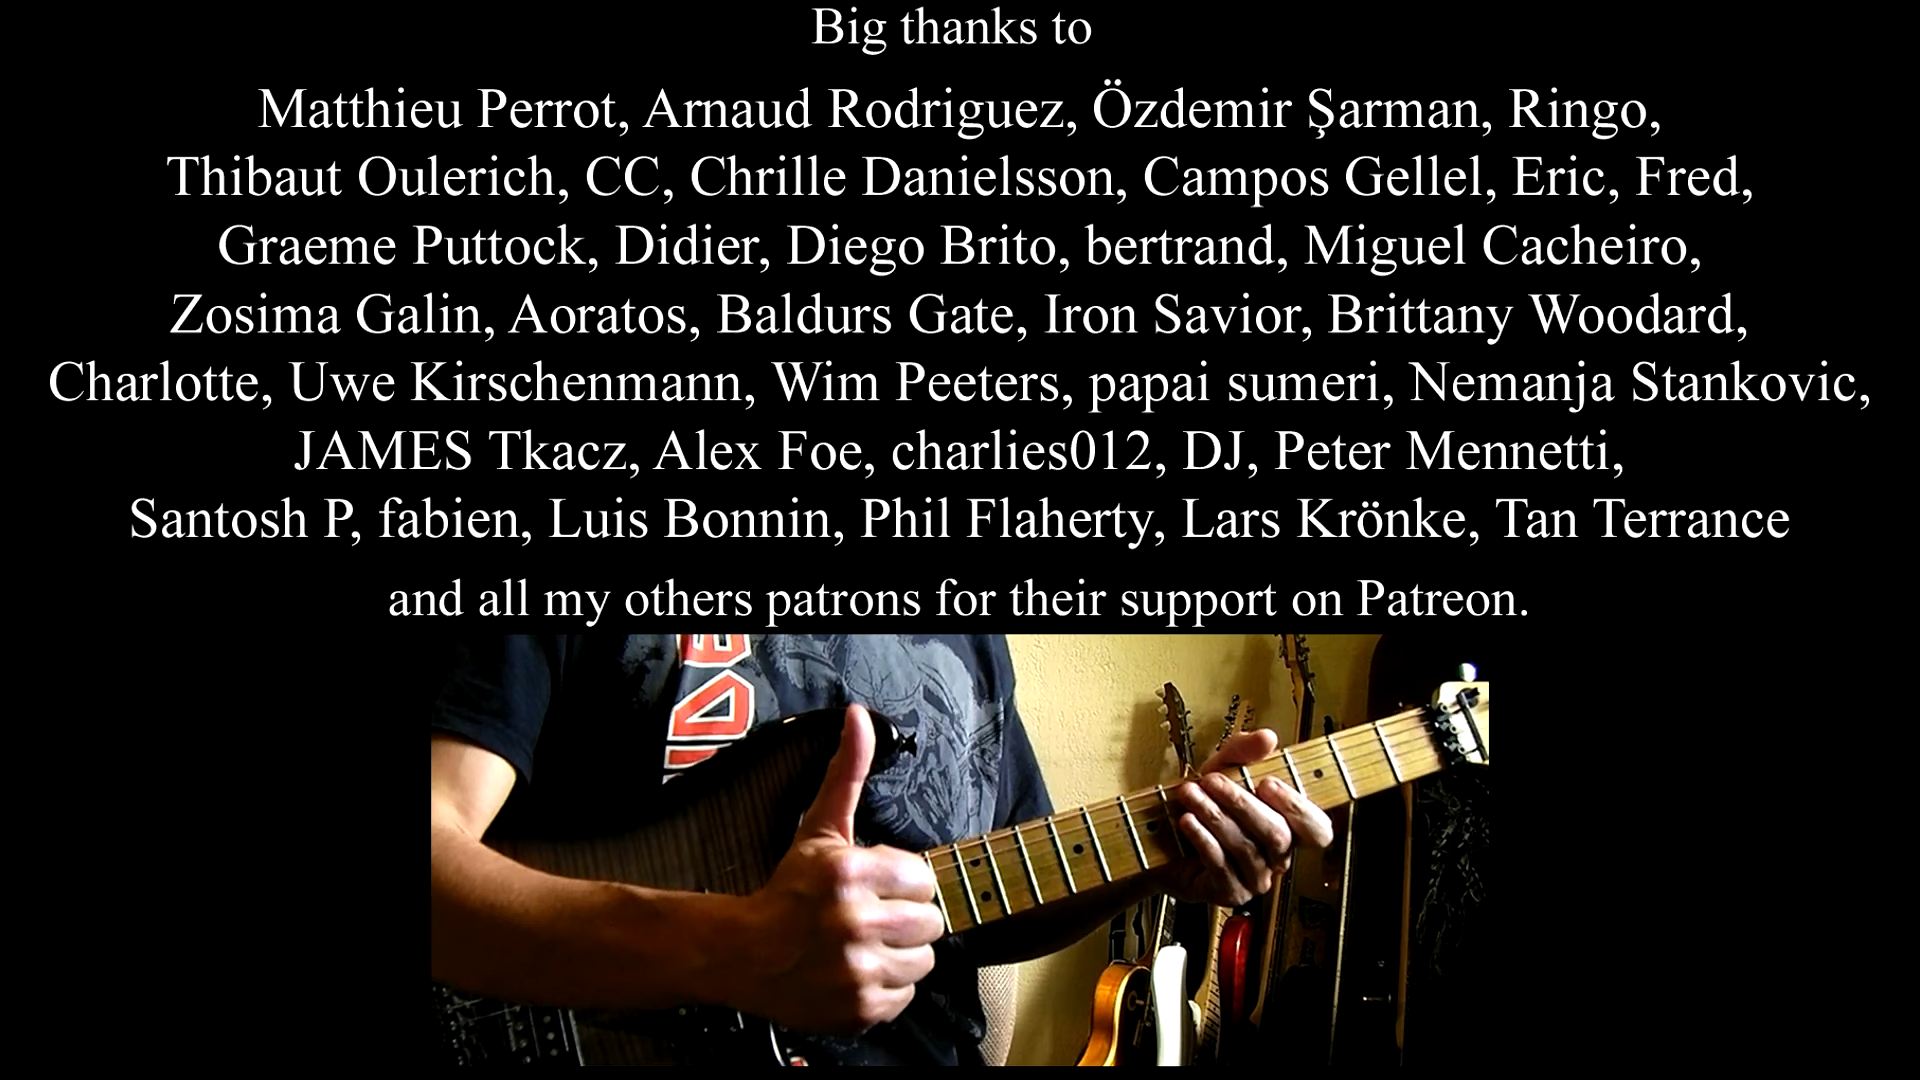 Big thanks to
Matthieu Perrot, Arnaud Rodriguez, Özdemir Şarman, Ringo,
Thibaut Oulerich, CC, Chrille Danielsson, Campos Gellel, Eric, Fred,
Graeme Puttock, Didier, Diego Brito, bertrand, Miguel Cacheiro,
Zosima Galin, Aoratos, Baldurs Gate, Iron Savior, Brittany Woodard,
Charlotte, Uwe Kirschenmann, Wim Peeters, papai sumeri, Nemanja Stankovic,
JAMES Tkacz, Alex Foe, charlies012, DJ, Peter Mennetti,
Santosh P, fabien, Luis Bonnin, Phil Flaherty, Lars Krönke, Tan Terrance
and all my others patrons for their support on Patreon.